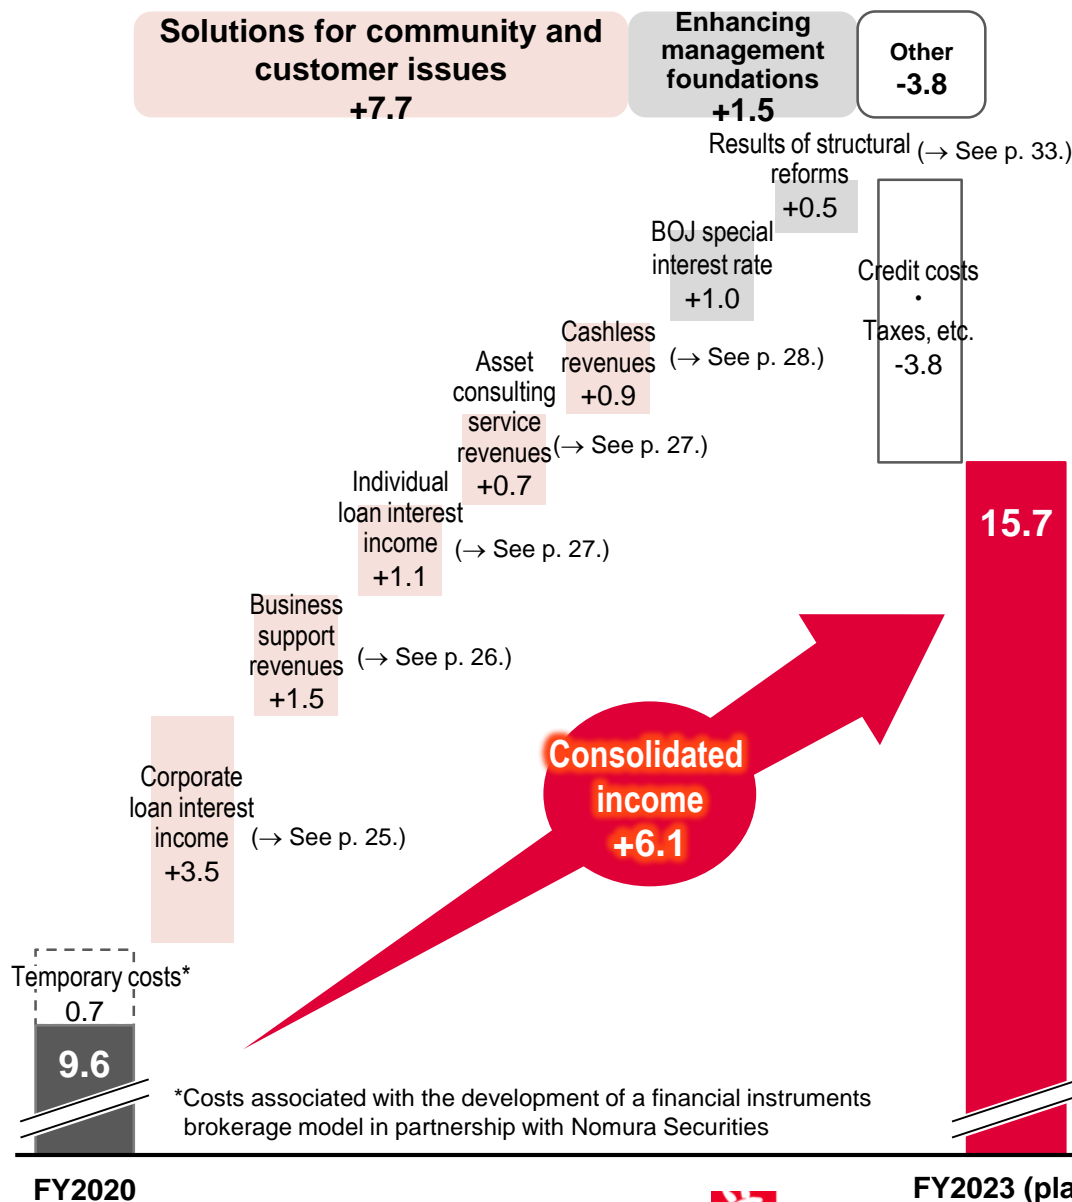 Solutions for community and
customer issues
+7.7
Enhancing
management
foundations
+1.5
Other
-3.8
Results of structural
reforms
+0.5
(→ See p. 33.)
BOJ special
interest rate
+1.0
Credit costs
・
Taxes, etc.
-3.8
Cashless
revenues
+0.9
(→ See p. 28.)
Asset
consulting
service
revenues
+0.7
(→ See p. 27.)
Individual
loan interest
income
+1.1
(→ See p. 27.)
Business
support
revenues
+1.5
(→ See p. 26.)
Corporate
loan interest
income
+3.5
(→ See p. 25.)
Consolidated
income
+6.1
15.7
Temporary costs*
0.7
9.6
*Costs associated with the development of a financial instruments
brokerage model in partnership with Nomura Securities
FY2020
FY2023 (pla